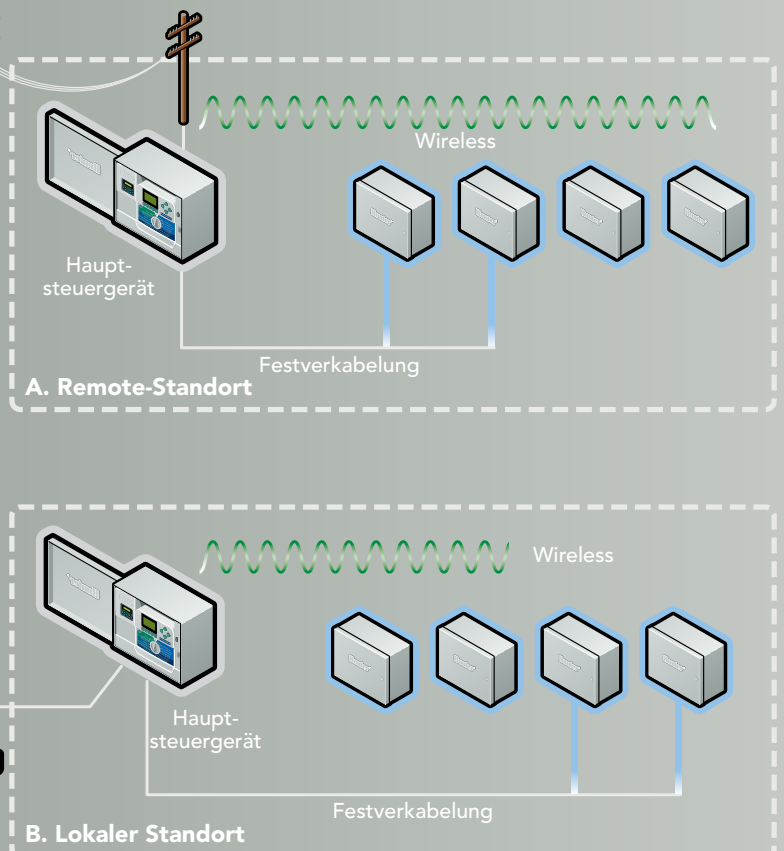 Wireless
Haupt-
steuergerät
Festverkabelung
A. Remote-Standort
Wireless
Haupt-
steuergerät
Festverkabelung
B. Lokaler Standort